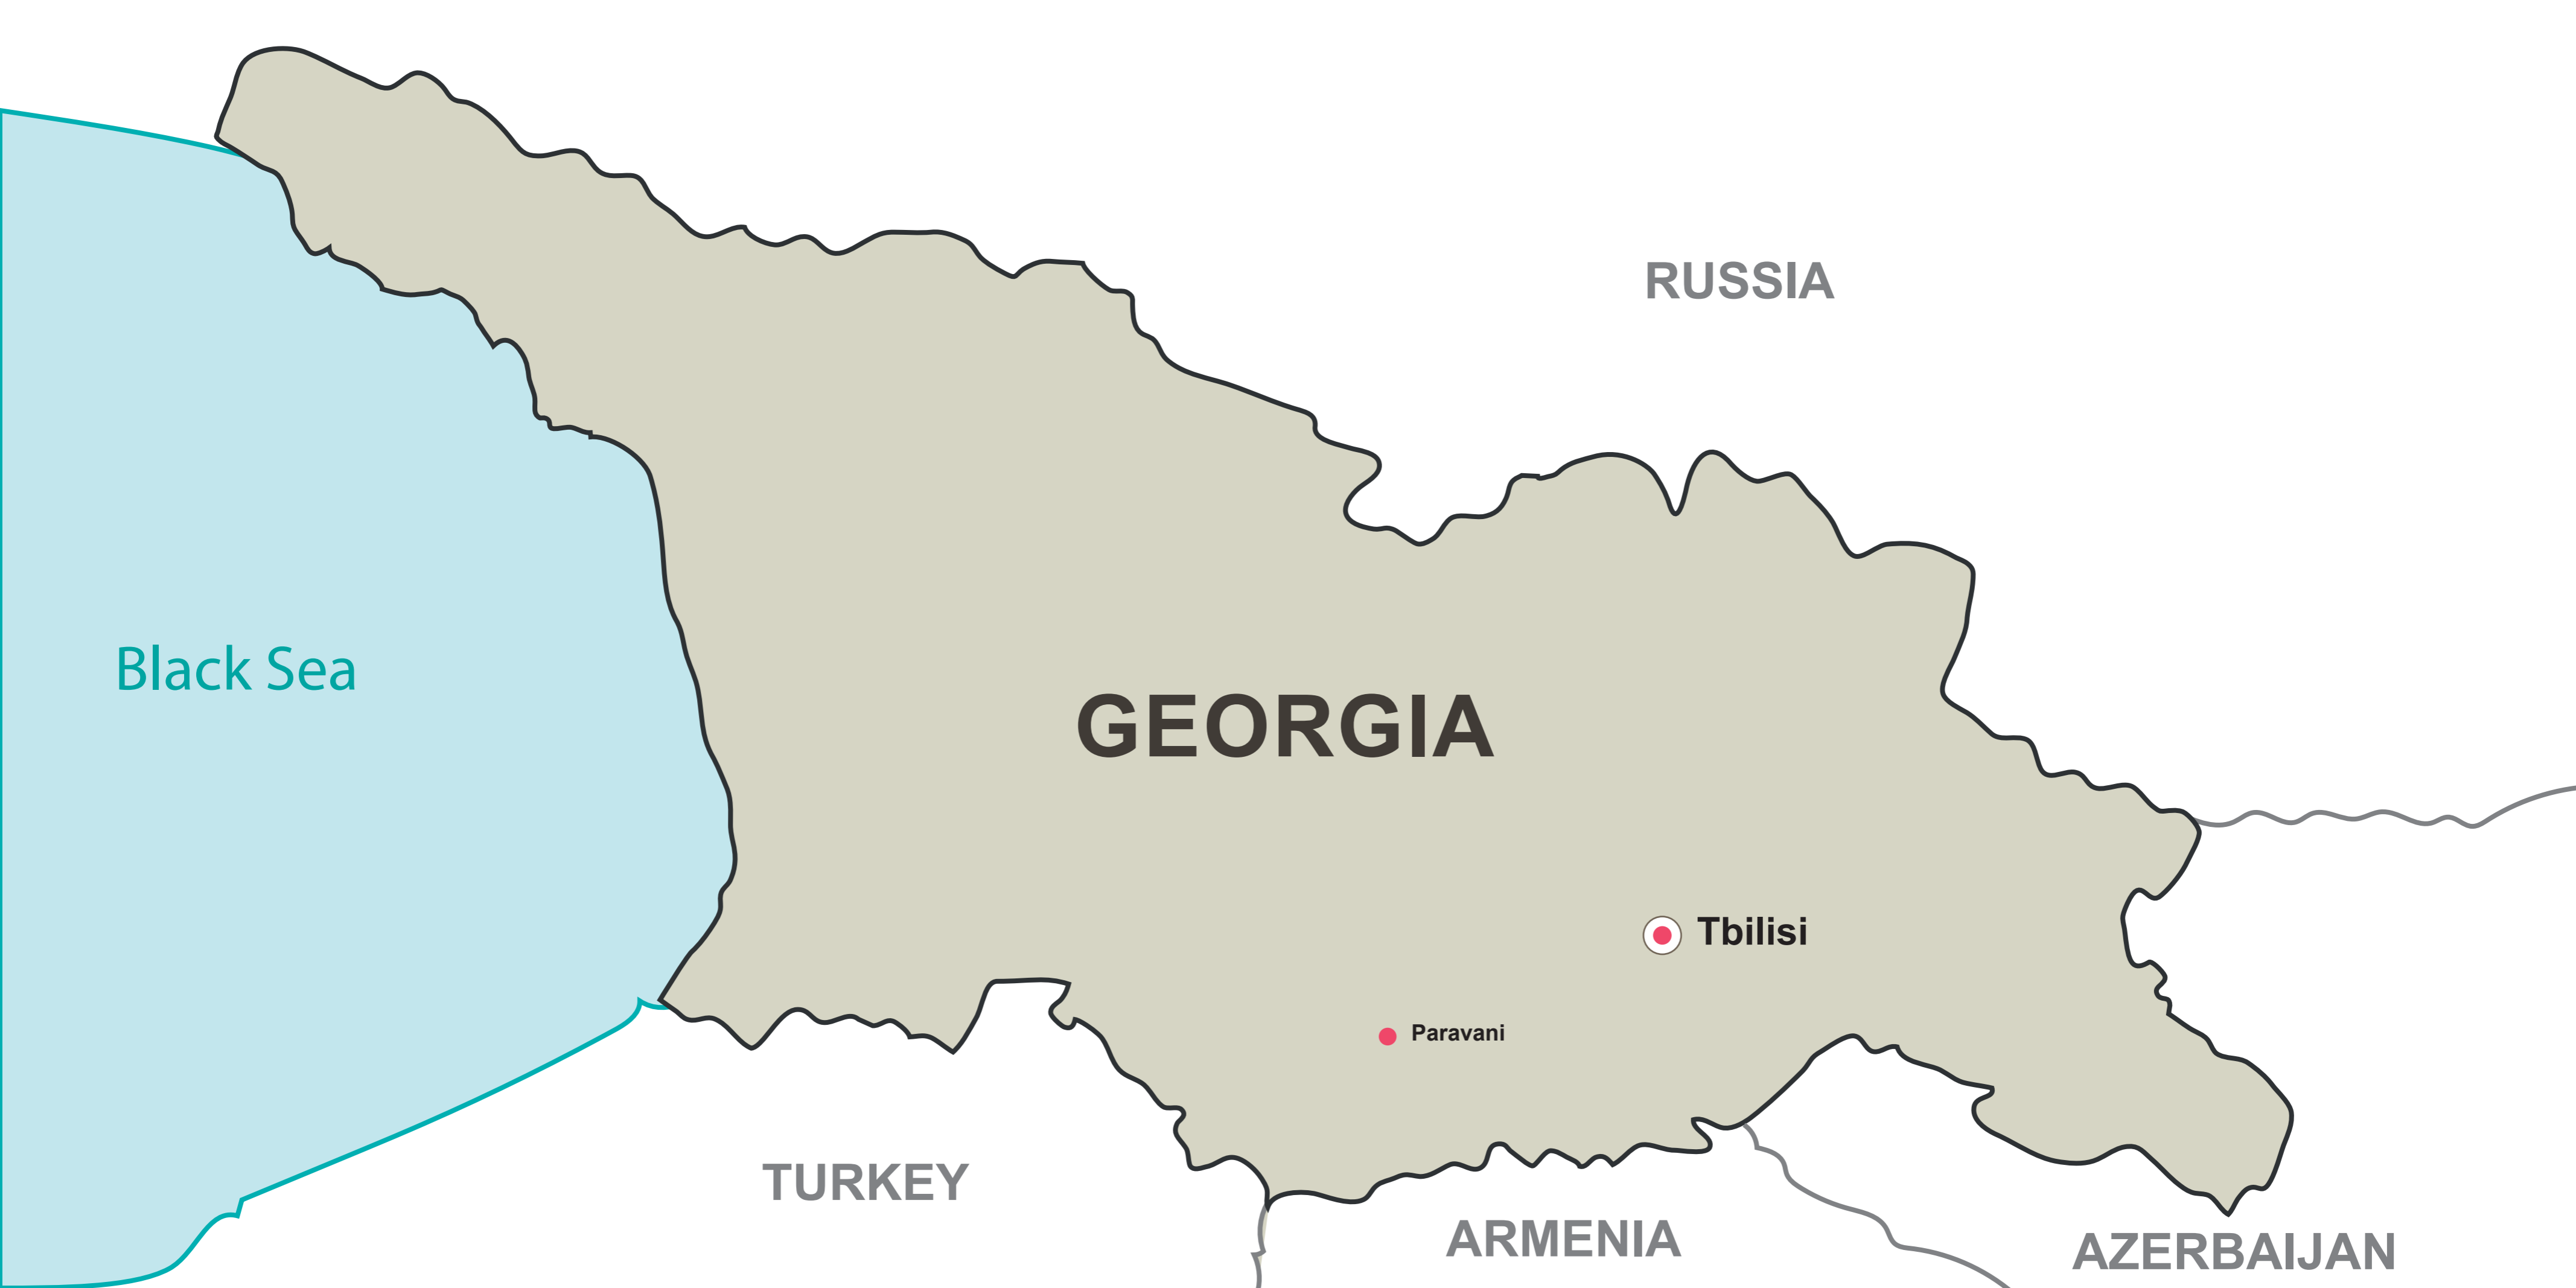 RUSSIA
Black Sea
GEORGIA
Tbilisi
Paravani
TURKEY
ARMENIA
AZERBAIJAN